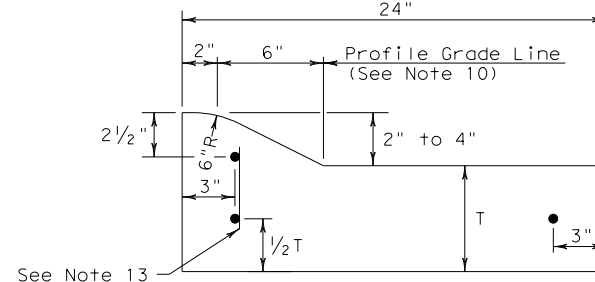 24"
2"
6"
Profile Grade Line
(See Note 10)
2½"
6"R
2" to 4"
3"
T
½T
3"
See Note 13